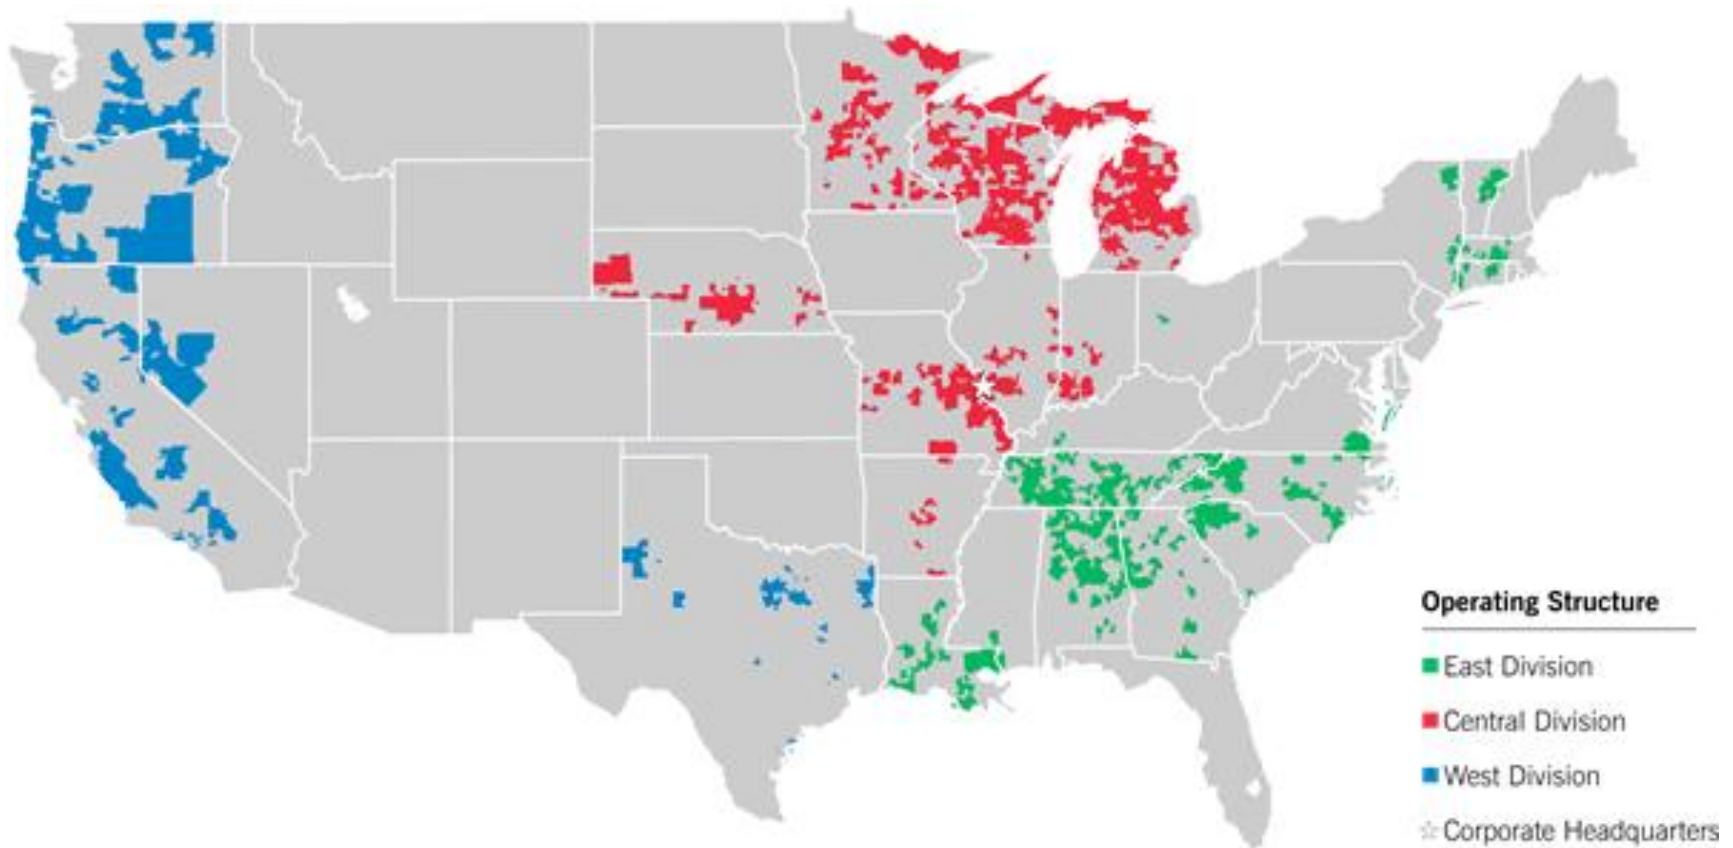 Operating Structure
East Division
Central Division
West Division
Corporate Headquarters